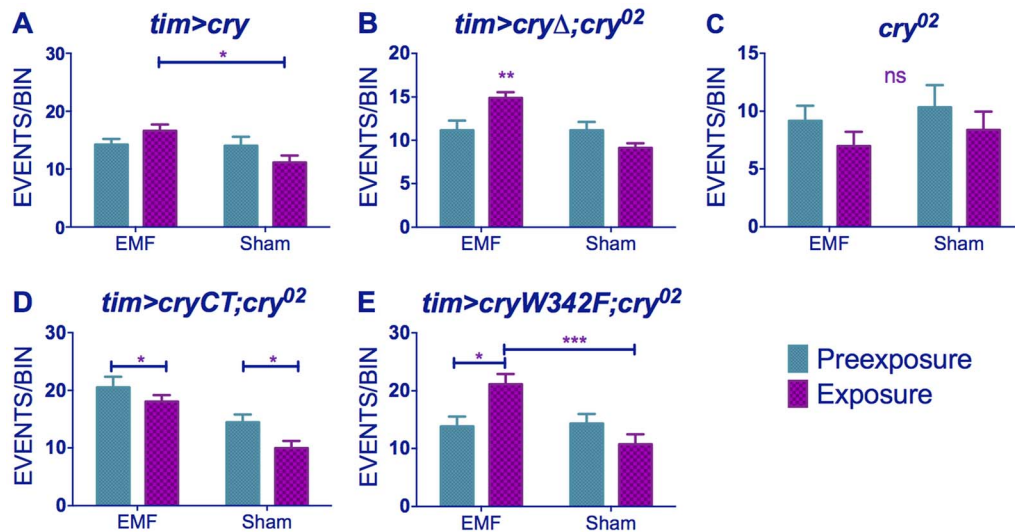 A tim>cry
30
20
10
0
EVENTS/BIN
*
EMF Sham
B tim>cryΔ;cry02
20
15
10
5
0
EVENTS/BIN
**
EMF Sham
C cry02
15
10
5
0
EVENTS/BIN
ns
EMF Sham
D tim>cryCT;cry02
30
20
10
0
EVENTS/BIN
* *
EMF Sham
E tim>cryW342F;cry02
30
20
10
0
EVENTS/BIN
* ***
EMF Sham
Preexposure
Exposure